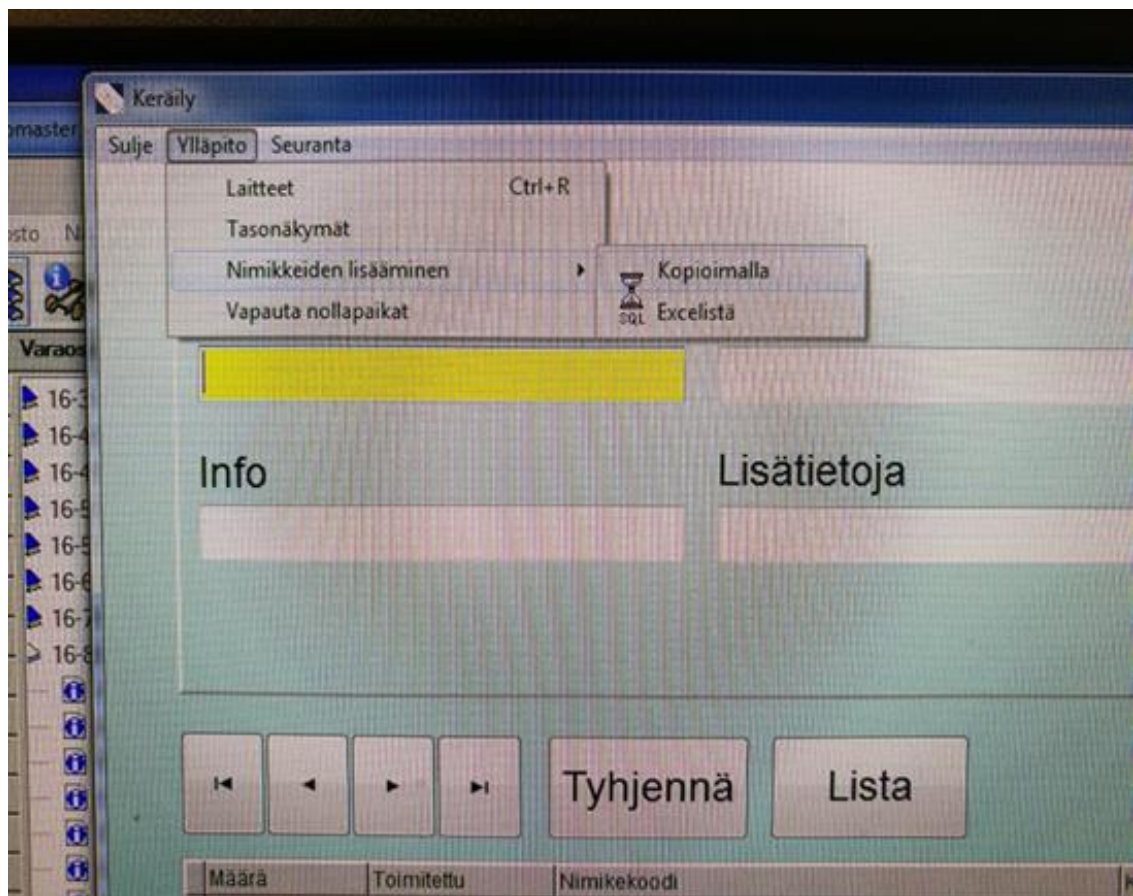 Keräily
omaster
Sulje Ylläpito Seuranta
Laitteet Ctrl+R
Tasonäkymät
Nimikkeiden lisääminen
Kopioimalla
Vapauta nollapaikat
SQL Excelistä
osto
Varaos
16-3
16-4
16-4
16-5
16-5
16-6
16-7
16-8
Info Lisätietoja
Tyhjennä Lista
Määrä Toimitettu Nimikekoodi